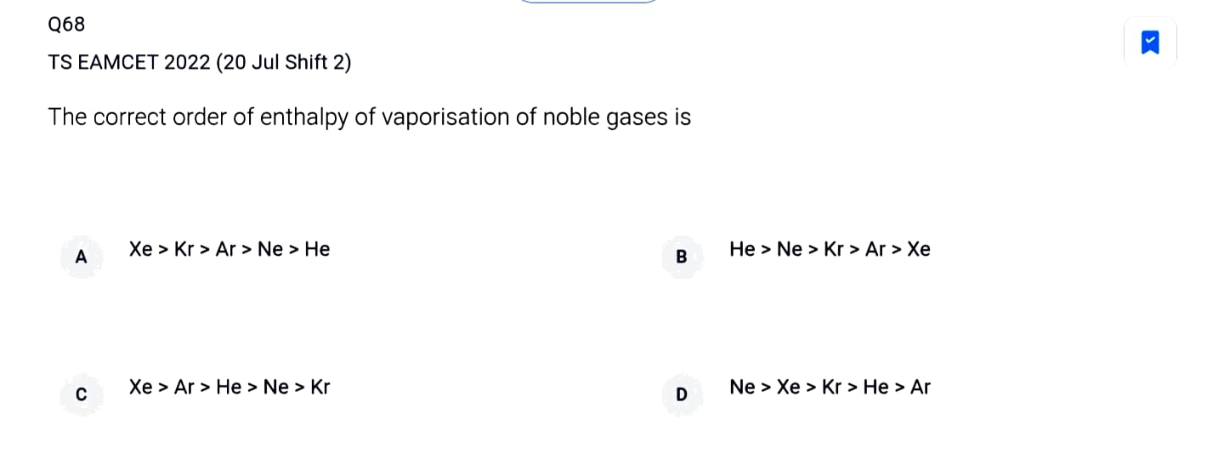 Q68
TS EAMCET 2022 (20 Jul Shift 2)
The correct order of enthalpy of vaporisation of noble gases is
A Xe > Kr > Ar > Ne > He
B He > Ne > Kr > Ar > Xe
C Xe > Ar > He > Ne > Kr
D Ne > Xe > Kr > He > Ar